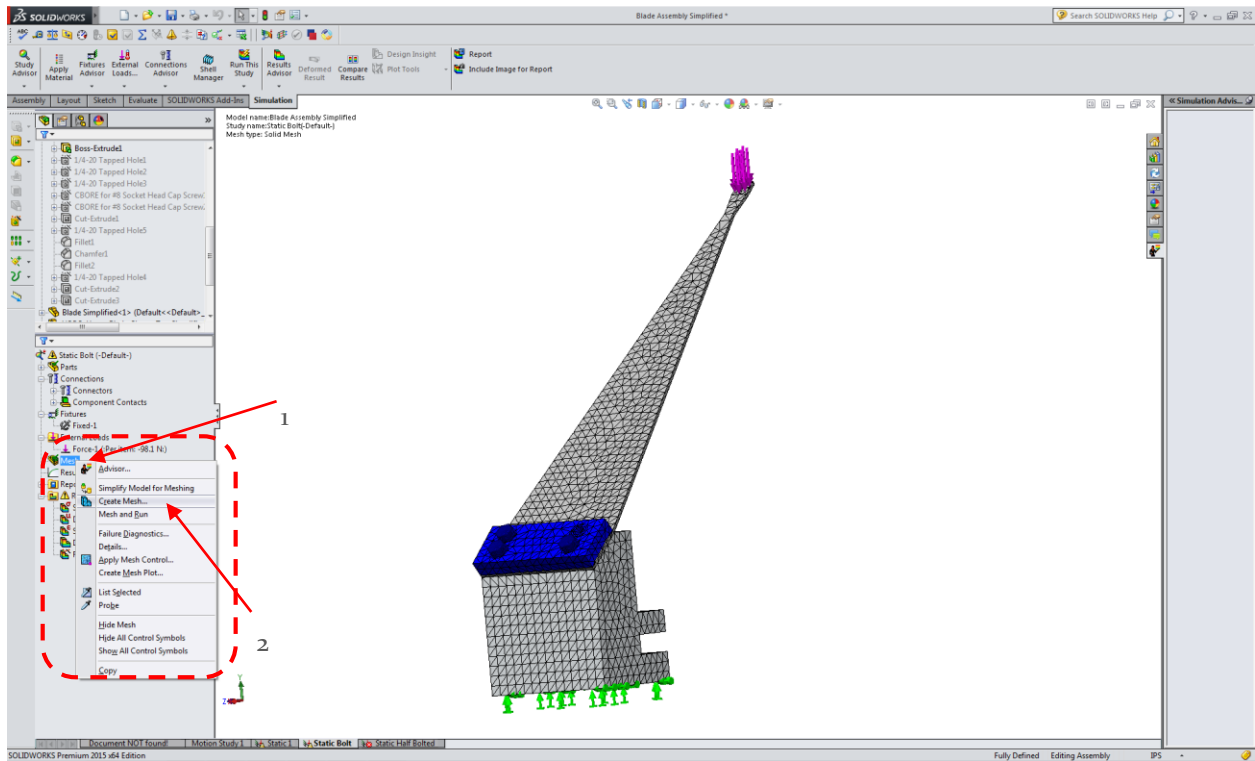 SOLIDWORKS
Blade Assembly Simplified *
Search SOLIDWORKS Help
Study Advisor
Apply Material
Fixtures Advisor
External Loads...
Connections Advisor
Shell Manager
Run This Study
Results Advisor
Deformed Result
Compare Results
Design Insight
Plot Tools
Report
Include Image for Report
Assembly Layout Sketch Evaluate SOLIDWORKS Add-Ins Simulation
« Simulation Advis...
Model name:Blade Assembly Simplified
Study name:Static Bolt(-Default-)
Mesh type: Solid Mesh
Boss-Extrude1
1/4-20 Tapped Hole1
1/4-20 Tapped Hole2
1/4-20 Tapped Hole3
CBORE for #8 Socket Head Cap Screw
CBORE for #8 Socket Head Cap Screw
Cut-Extrude1
1/4-20 Tapped Hole5
Fillet1
Chamfer1
Fillet2
1/4-20 Tapped Hole4
Cut-Extrude2
Cut-Extrude3
Blade Simplified<1> (Default<<Default>_
Static Bolt (-Default-)
Parts
Connections
Connectors
Component Contacts
Fixtures
Fixed-1
External Loads
Force-1 (:Per item: -98.1 N:)
Mesh
Advisor...
Simplify Model for Meshing
Create Mesh...
Mesh and Run
Failure Diagnostics...
Details...
Apply Mesh Control...
Create Mesh Plot...
List Selected
Probe
Hide Mesh
Hide All Control Symbols
Show All Control Symbols
Copy
1
2
Y
Z
Document NOT found! Motion Study 1 Static 1 Static Bolt Static Half Bolted
SOLIDWORKS Premium 2015 x64 Edition
Fully Defined Editing Assembly IPS